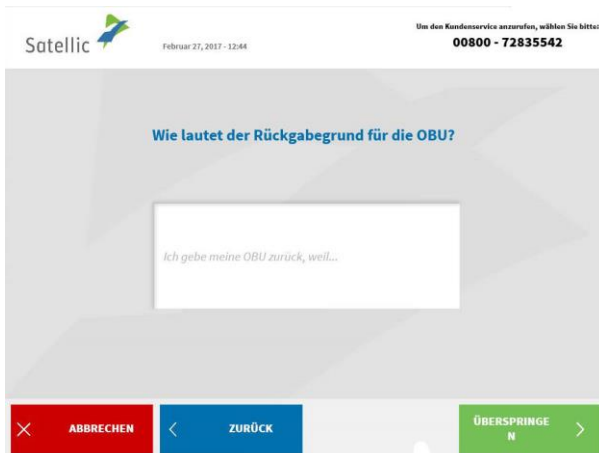 Satellic
Februar 27, 2017 - 12:44
Um den Kundenservice anzurufen, wählen Sie bitte:
00800 - 72835542
Wie lautet der Rückgabegrund für die OBU?
Ich gebe meine OBU zurück, weil...
ABBRECHEN
ZURÜCK
ÜBERSPRINGE
N